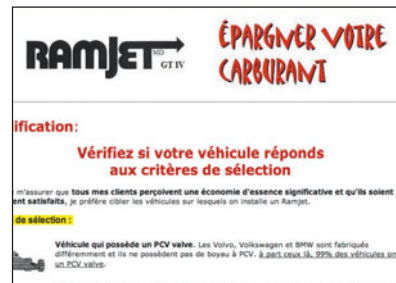 RAMJET MD GT IV
ÉPARGNER VOTRE
CARBURANT
ification:
Vérifiez si votre véhicule réponds
aux critères de sélection
m'assurer que tous mes clients perçoivent une économie d'essence significative et qu'ils soient
ent satisfaits, je préfère cibler les véhicules sur lesquels on installe un Ramjet.
de sélection :
Véhicule qui possède un PCV valve. Les Volvo, Volkswagen et BMW sont fabriqués
différemment et ils ne possèdent pas de boyau à PCV. à part ceux là, 99% des véhicules on
un PCV valve.